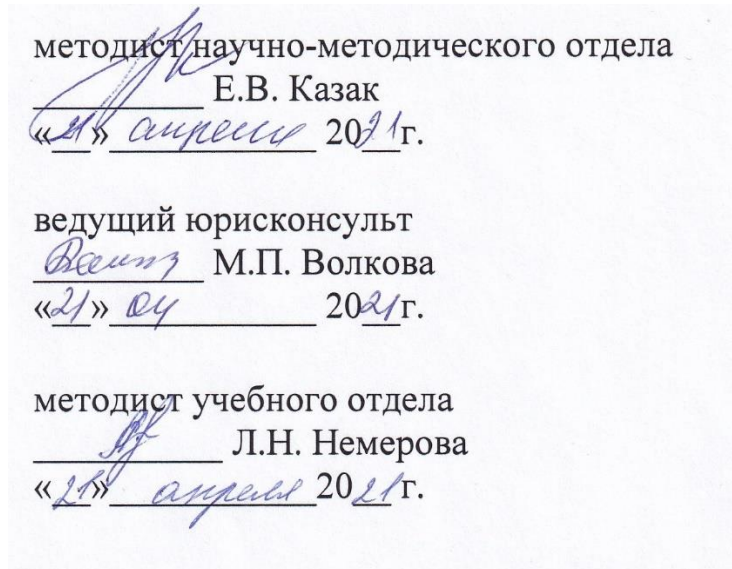 методист научно-методического отдела
Е.В. Казак
«21» апреля 2021г.
ведущий юрисконсульт
М.П. Волкова
«21» 04 2021г.
методист учебного отдела
Л.Н. Немерова
«21» апреля 2021г.